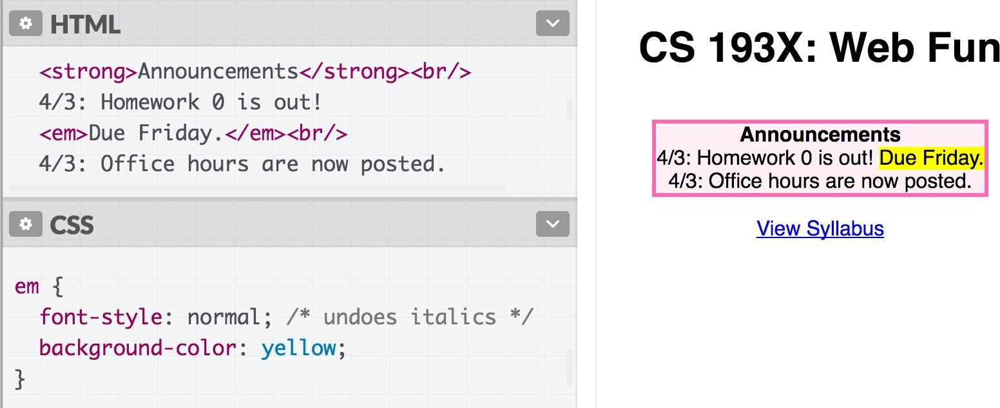 HTML
<strong>Announcements</strong><br/>
4/3: Homework 0 is out!
<em>Due Friday.</em><br/>
4/3: Office hours are now posted.
CSS
em {
font-style: normal; /* undoes italics */
background-color: yellow;
}
CS 193X: Web Fun
Announcements
4/3: Homework 0 is out! Due Friday.
4/3: Office hours are now posted.
View Syllabus